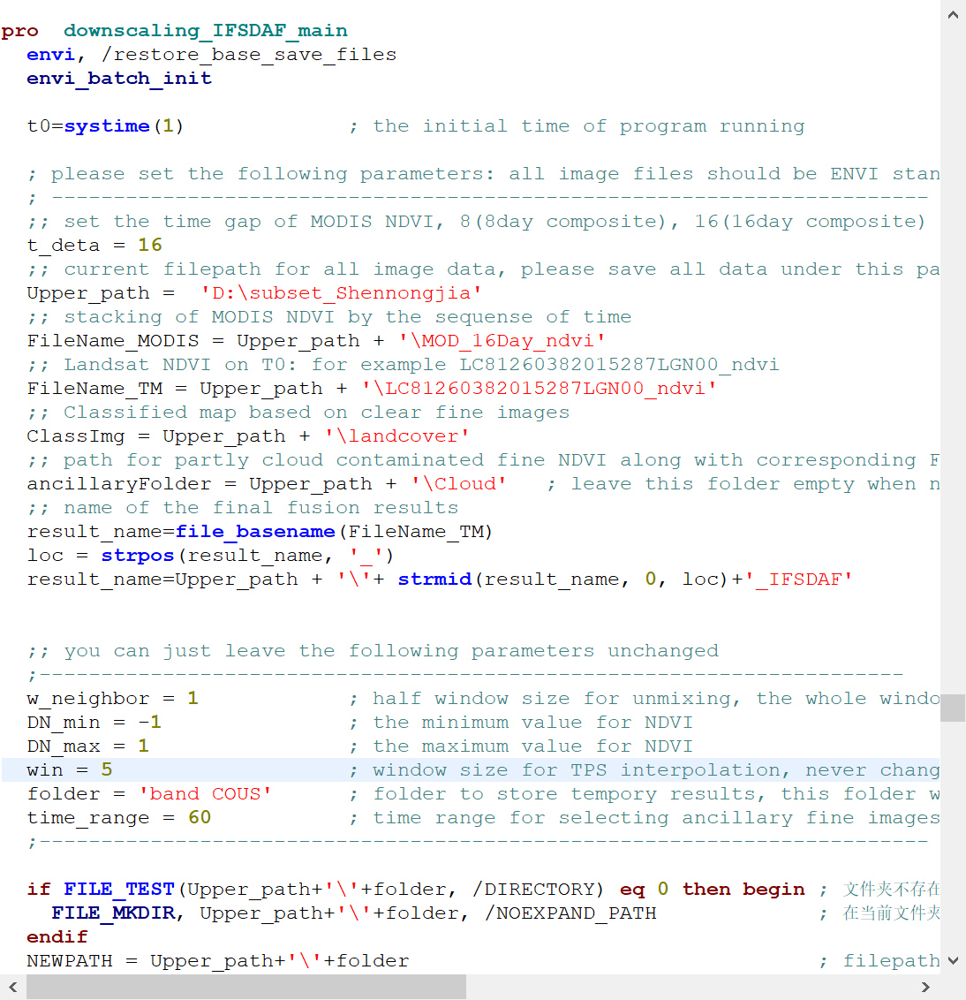 pro  downscaling_IFSDAF_main
  envi, /restore_base_save_files
  envi_batch_init
  t0=systime(1)             ; the initial time of program running
  ; please set the following parameters: all image files should be ENVI stan
  ; -----------------------------------------------------------------------
  ;; set the time gap of MODIS NDVI, 8(8day composite), 16(16day composite)
  t_deta = 16
  ;; current filepath for all image data, please save all data under this pa
  Upper_path =  'D:\subset_Shennongjia'
  ;; stacking of MODIS NDVI by the sequense of time
  FileName_MODIS = Upper_path + '\MOD_16Day_ndvi'
  ;; Landsat NDVI on T0: for example LC81260382015287LGN00_ndvi
  FileName_TM = Upper_path + '\LC81260382015287LGN00_ndvi'
  ;; Classified map based on clear fine images
  ClassImg = Upper_path + '\landcover'
  ;; path for partly cloud contaminated fine NDVI along with corresponding F
  ancillaryFolder = Upper_path + '\Cloud'   ; leave this folder empty when n
  ;; name of the final fusion results
  result_name=file_basename(FileName_TM)
  loc = strpos(result_name, '_')
  result_name=Upper_path + '\'+ strmid(result_name, 0, loc)+'_IFSDAF'
  ;; you can just leave the following parameters unchanged
  ;----------------------------------------------------------------------
  w_neighbor = 1            ; half window size for unmixing, the whole windo
  DN_min = -1               ; the minimum value for NDVI
  DN_max = 1                ; the maximum value for NDVI
  win = 5                   ; window size for TPS interpolation, never chang
  folder = 'band COUS'      ; folder to store tempory results, this folder w
  time_range = 60           ; time range for selecting ancillary fine images
  ;------------------------------------------------------------------------
  if FILE_TEST(Upper_path+'\'+folder, /DIRECTORY) eq 0 then begin ; 文件夹不存在
    FILE_MKDIR, Upper_path+'\'+folder, /NOEXPAND_PATH             ; 在当前文件夹
  endif
  NEWPATH = Upper_path+'\'+folder                                 ; filepath